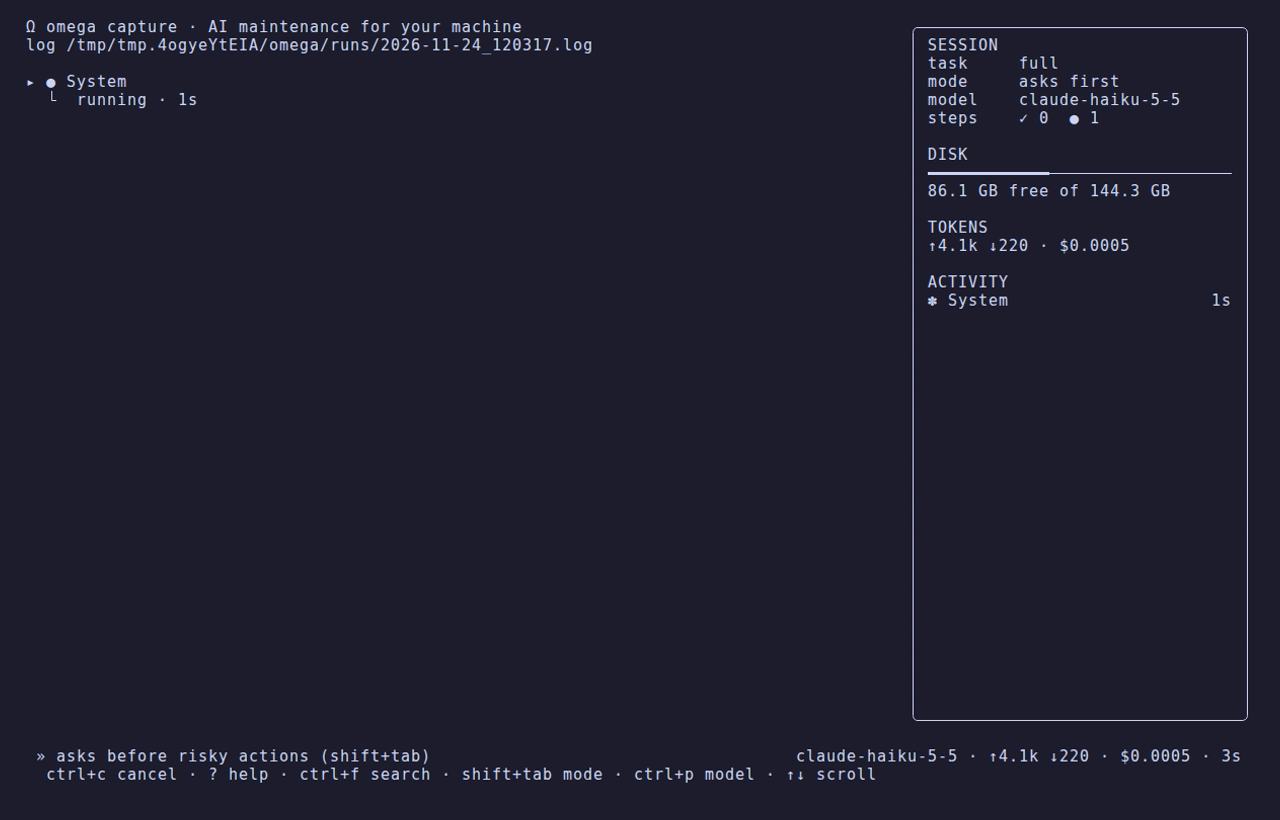 Ω omega capture · AI maintenance for your machine
log /tmp/tmp.4ogyeYtEIA/omega/runs/2026-11-24_120317.log
▸ ● System
└ running · 1s
SESSION
task full
mode asks first
model claude-haiku-5-5
steps ✓ 0 ● 1
DISK
86.1 GB free of 144.3 GB
TOKENS
↑4.1k ↓220 · $0.0005
ACTIVITY
✽ System 1s
» asks before risky actions (shift+tab) claude-haiku-5-5 · ↑4.1k ↓220 · $0.0005 · 3s
ctrl+c cancel · ? help · ctrl+f search · shift+tab mode · ctrl+p model · ↑↓ scroll